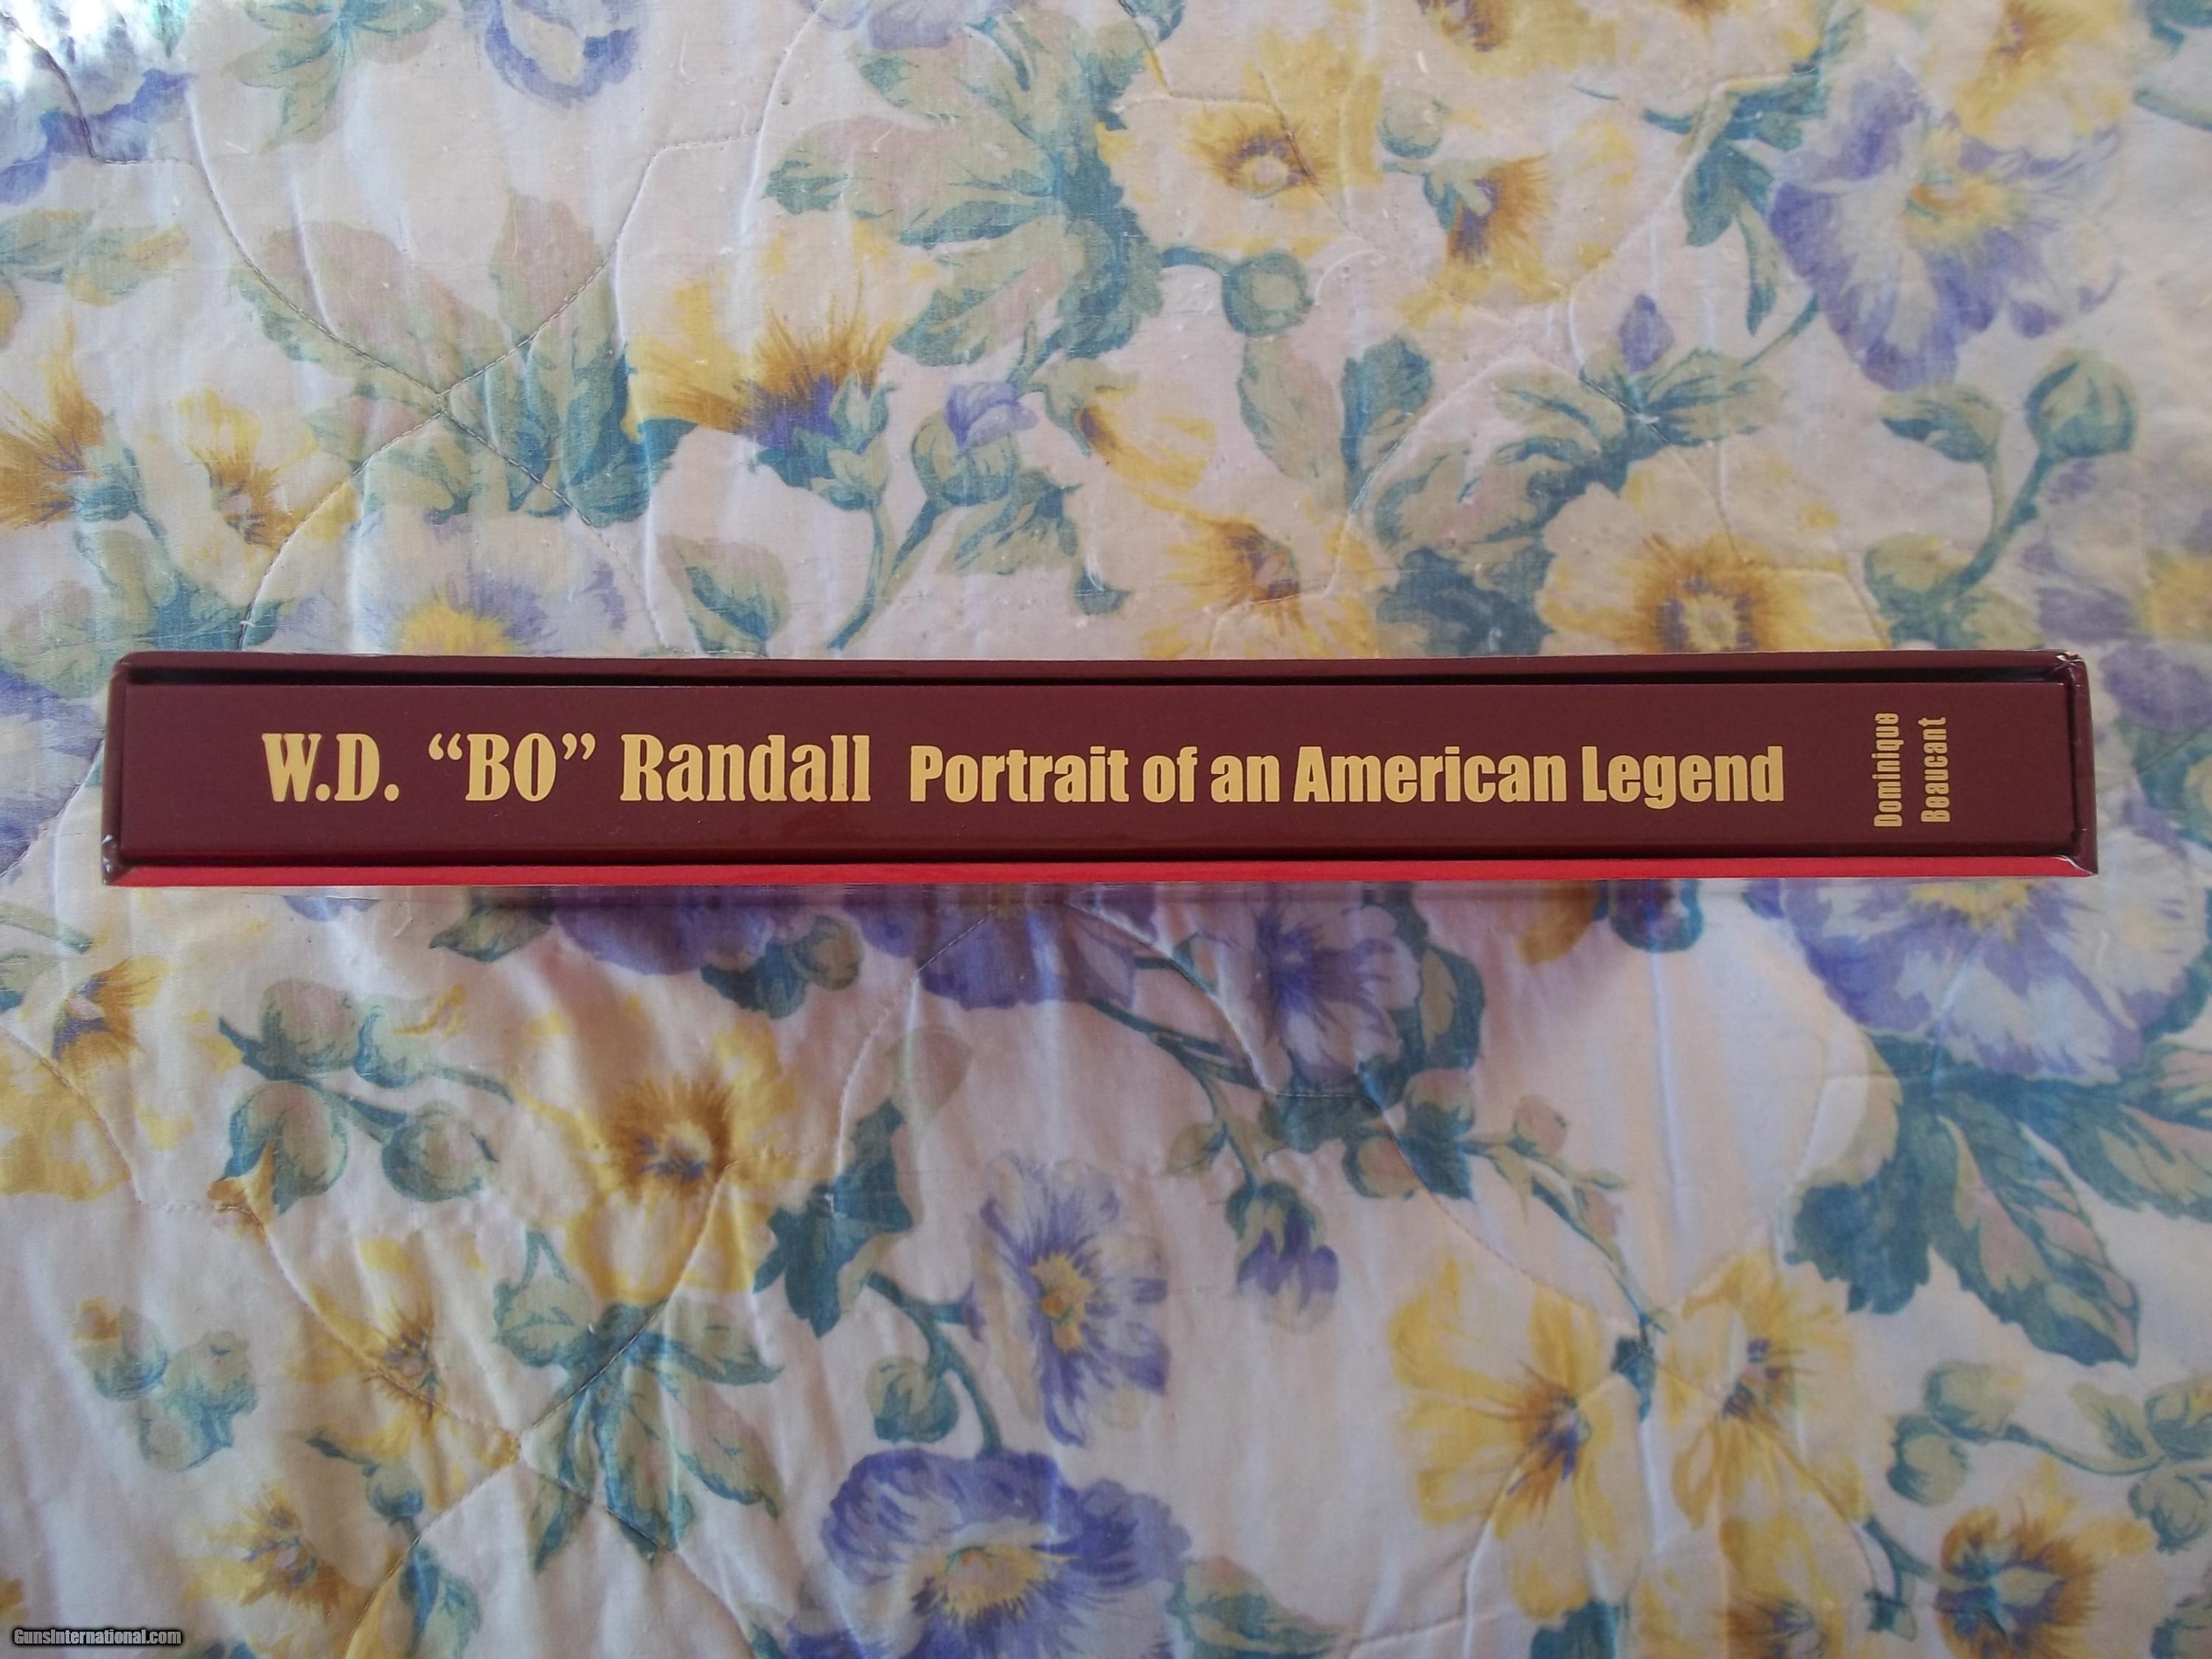 W.D. “BO” Randall Portrait of an American Legend
Dominique
Beaucant
GunsInternational.com